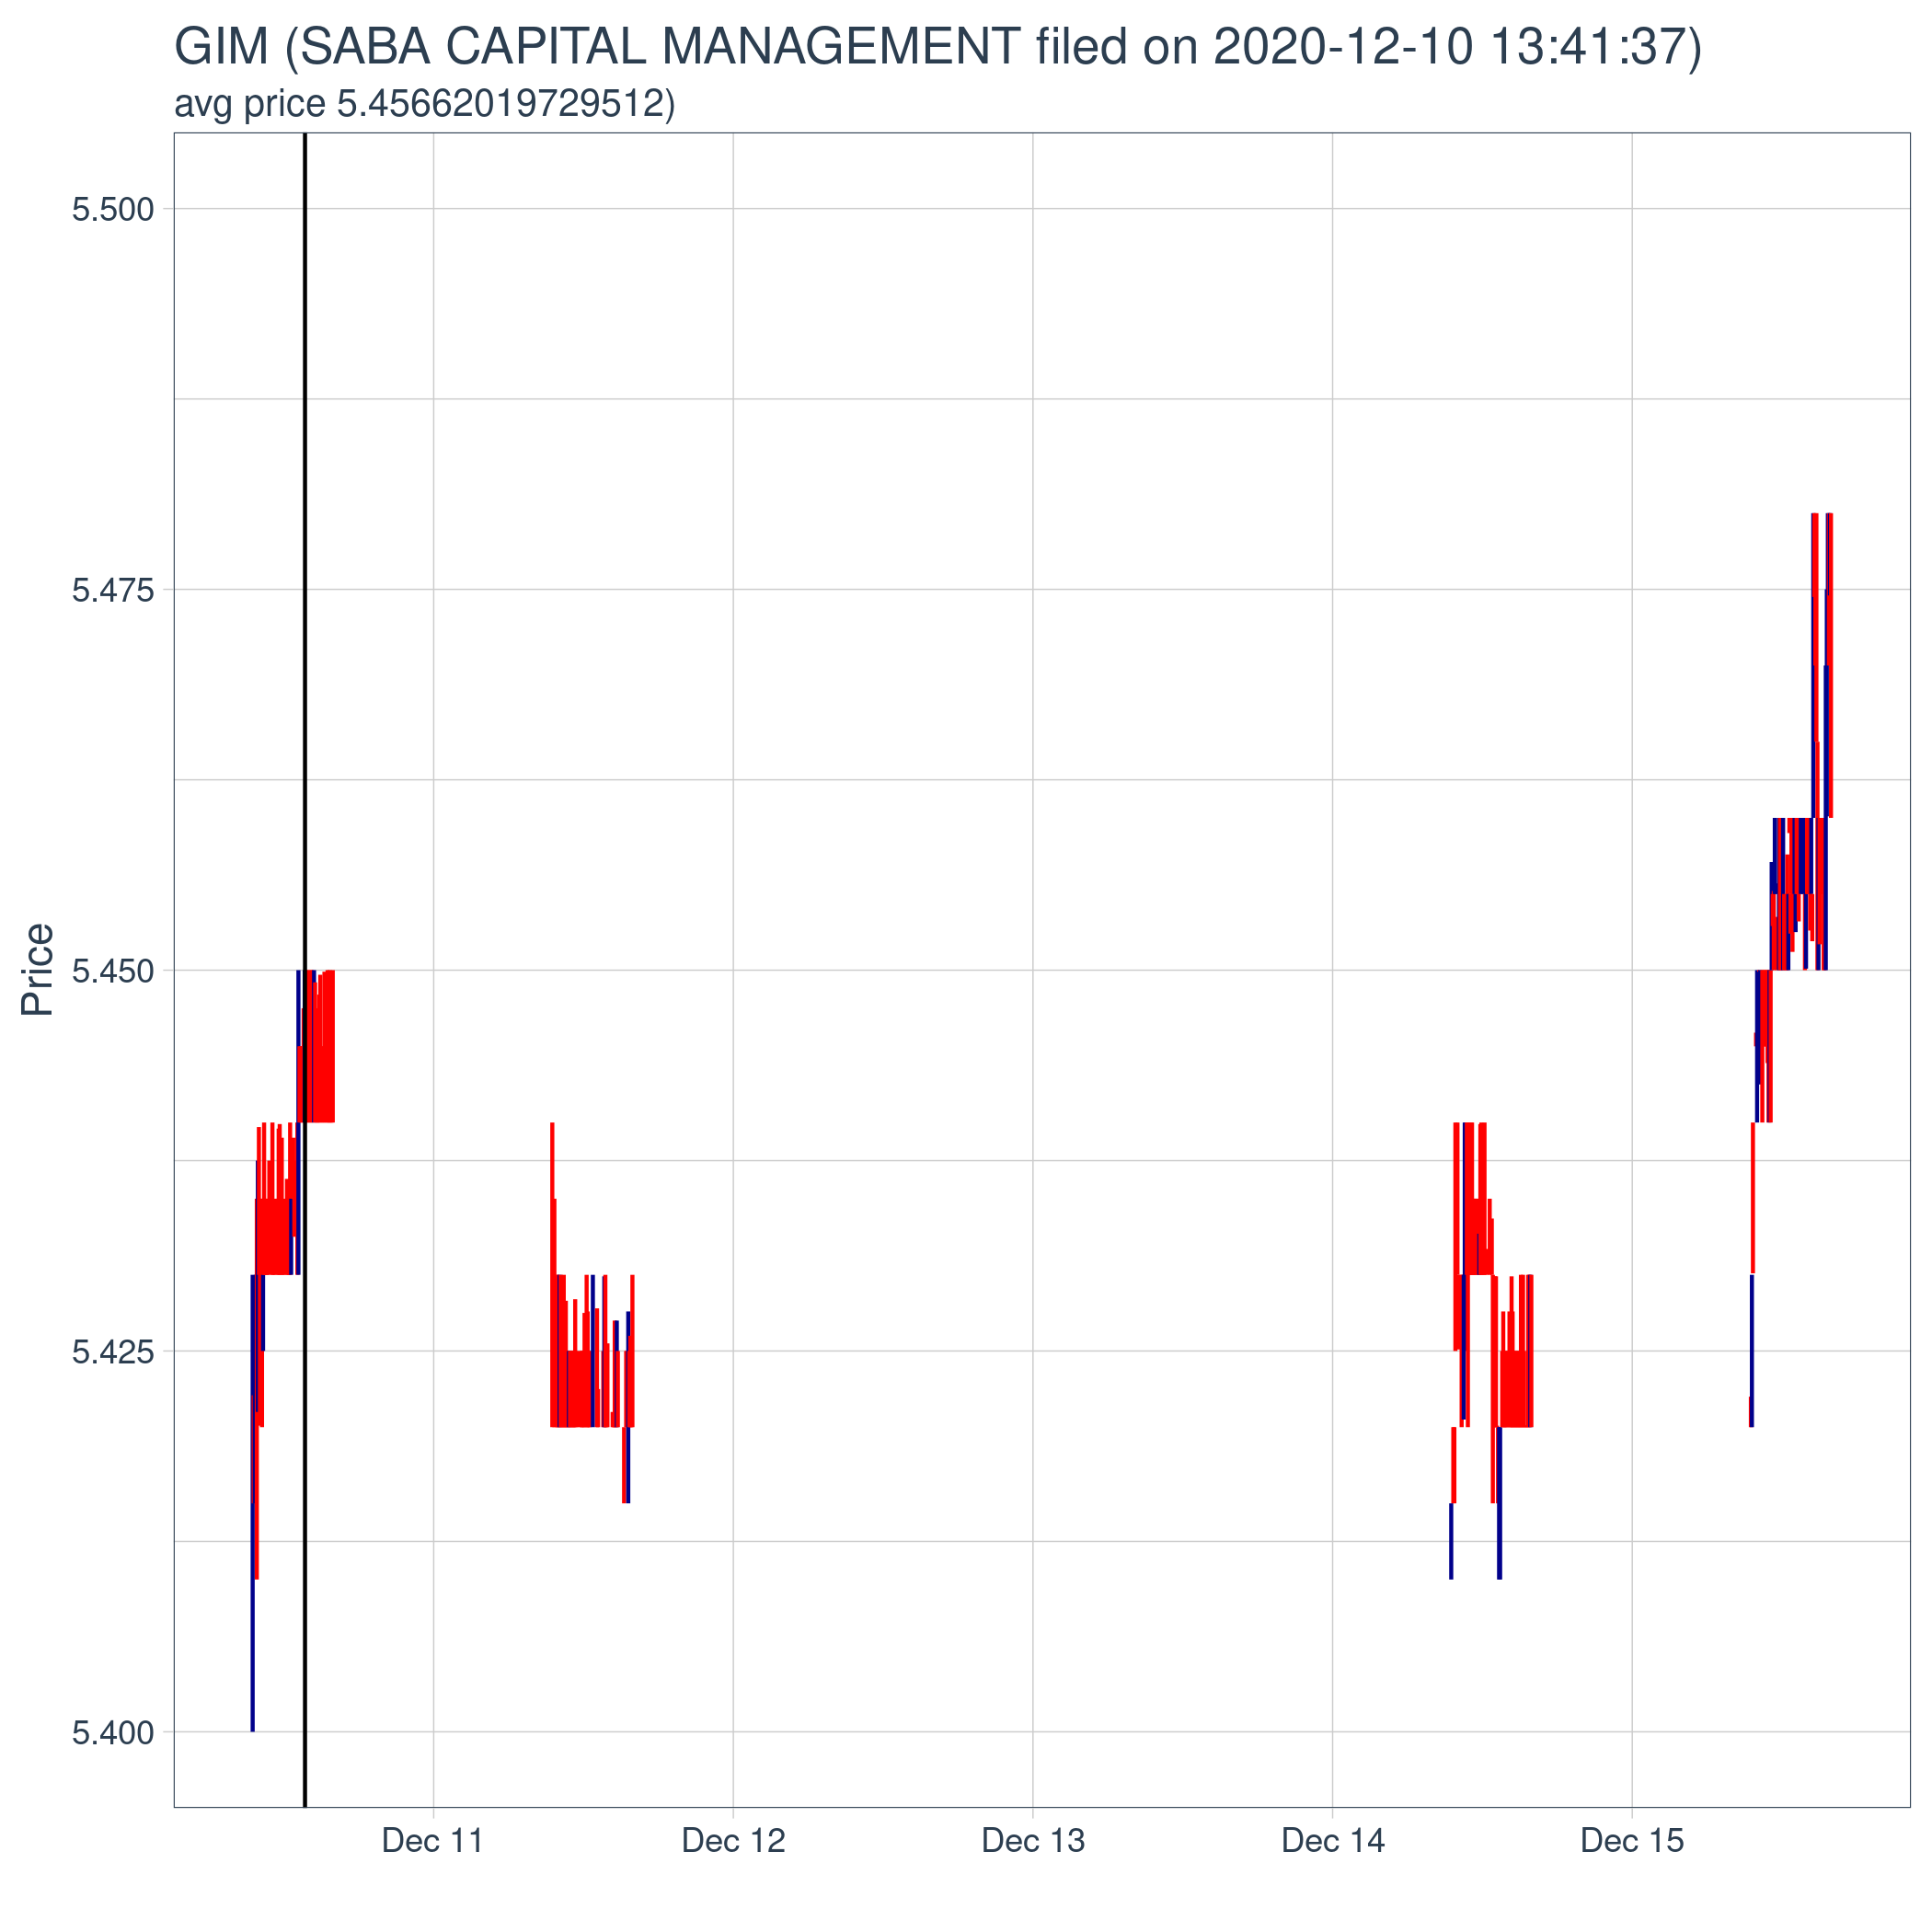 GIM (SABA CAPITAL MANAGEMENT filed on 2020-12-10 13:41:37)
avg price 5.45662019729512)
5.500
5.475
5.450
5.425
5.400
Price
Dec 11 Dec 12 Dec 13 Dec 14 Dec 15